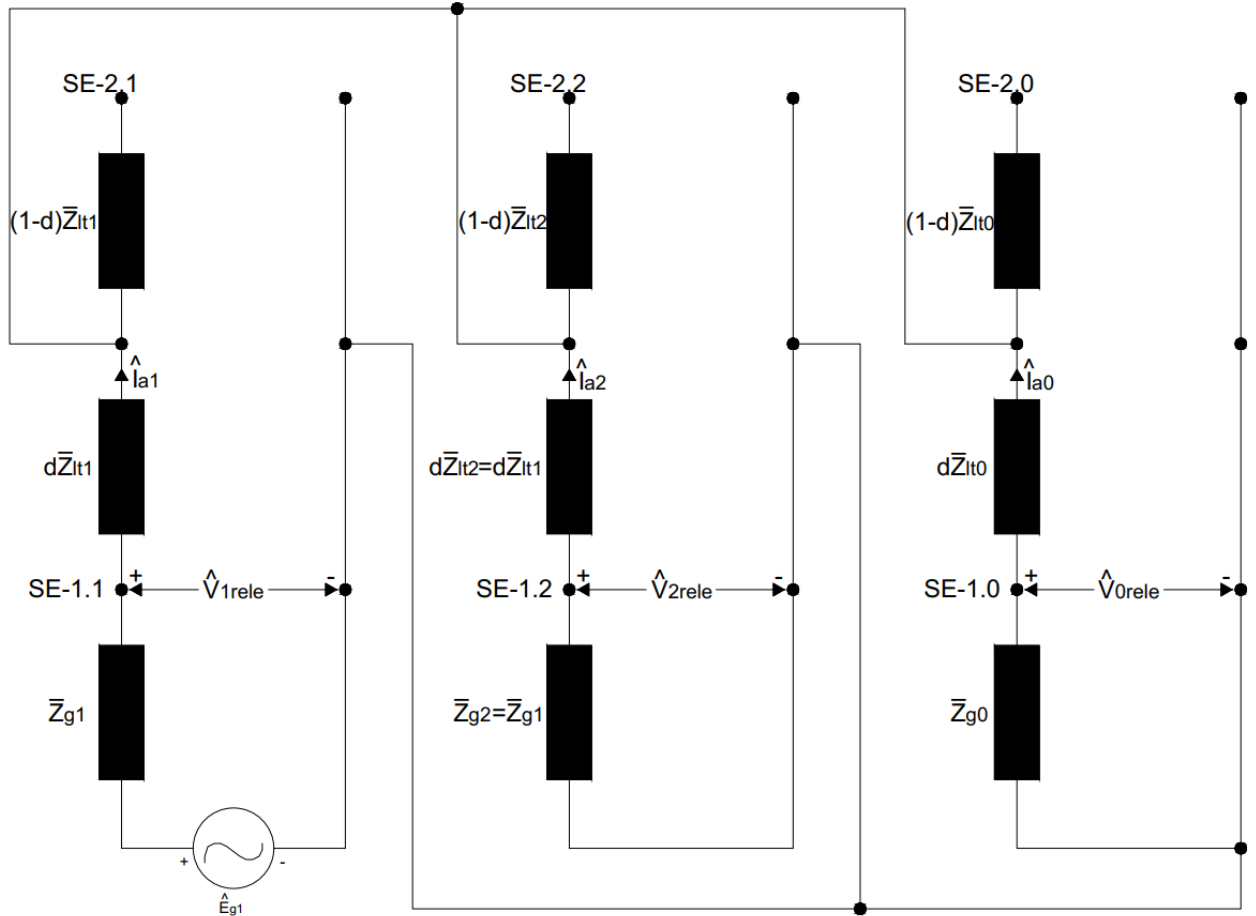 SE-2.1 SE-2.2 SE-2.0
(1-d)Z̅lt1 (1-d)Z̅lt2 (1-d)Z̅lt0
Îa1 Îa2 Îa0
dZ̅lt1 dZ̅lt2=dZ̅lt1 dZ̅lt0
SE-1.1 + V̂1rele - SE-1.2 + V̂2rele - SE-1.0 + V̂0rele -
Z̅g1 Z̅g2=Z̅g1 Z̅g0
+ -
Êg1